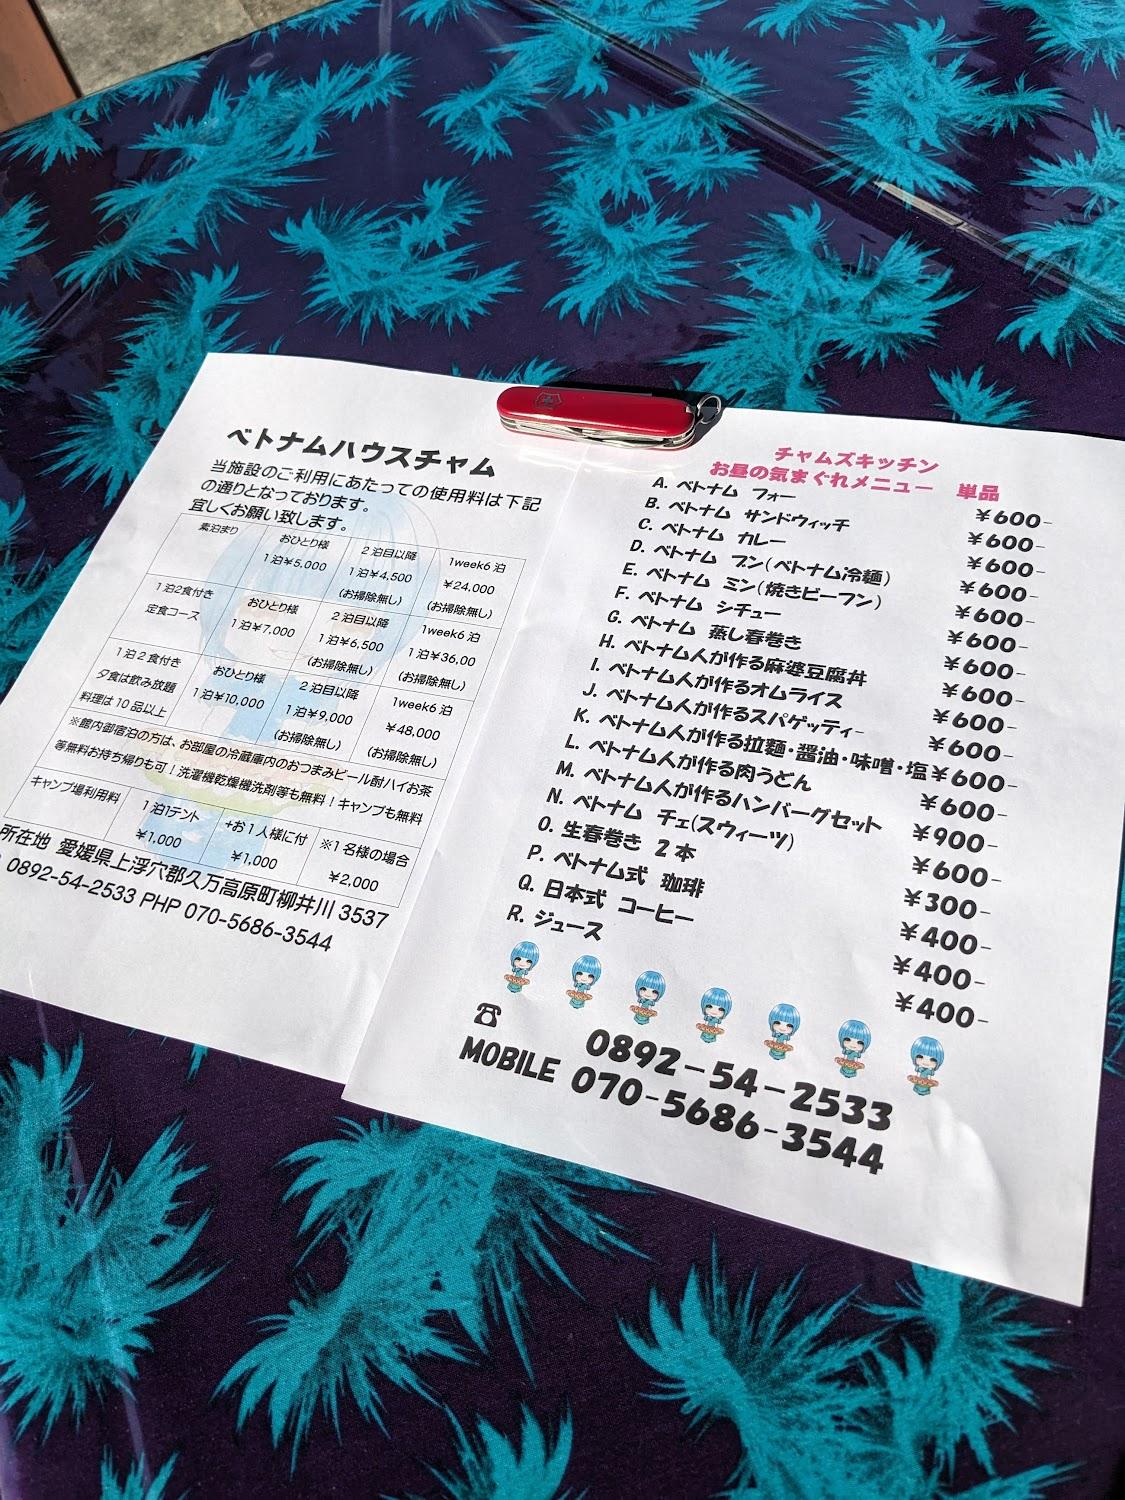 ベトナムハウスチャム
当施設のご利用にあたっての使用料は下記
の通りとなっております。
宜しくお願い致します。
素泊まり おひとり様 1泊¥5,000 2泊目以降 1泊¥4,500 (お掃除無し) 1week6泊 ¥24,000 (お掃除無し)
1泊2食付き 定食コース おひとり様 1泊¥7,000 2泊目以降 1泊¥6,500 (お掃除無し) 1week6泊 1泊¥36,00 (お掃除無し)
1泊2食付き 夕食は飲み放題 料理は10品以上 おひとり様 1泊¥10,000 2泊目以降 1泊¥9,000 (お掃除無し) 1week6泊 ¥48,000 (お掃除無し)
※館内御宿泊の方は、お部屋の冷蔵庫内のおつまみビール酎ハイお茶
等無料お持ち帰りも可!洗濯機乾燥機洗剤等も無料!キャンプも無料
キャンプ場利用料 1泊1テント ¥1,000 +お1人様に付 ¥1,000 ※1名様の場合 ¥2,000
所在地 愛媛県上浮穴郡久万高原町柳井川 3537
0892-54-2533 PHP 070-5686-3544
チャムズキッチン
お昼の気まぐれメニュー 単品
A. ベトナム フォー ¥600-
B. ベトナム サンドウィッチ ¥600-
C. ベトナム カレー ¥600-
D. ベトナム ブン(ベトナム冷麺) ¥600-
E. ベトナム ミン(焼きビーフン) ¥600-
F. ベトナム シチュー ¥600-
G. ベトナム 蒸し春巻き ¥600-
H. ベトナム人が作る麻婆豆腐丼 ¥600-
I. ベトナム人が作るオムライス ¥600-
J. ベトナム人が作るスパゲッティー ¥600-
K. ベトナム人が作る拉麺・醤油・味噌・塩 ¥600-
L. ベトナム人が作る肉うどん ¥600-
M. ベトナム人が作るハンバーグセット ¥900-
N. ベトナム チェ(スウィーツ) ¥600-
O. 生春巻き 2本 ¥300-
P. ベトナム式 珈琲 ¥400-
Q. 日本式 コーヒー ¥400-
R. ジュース ¥400-
☎ 0892-54-2533
MOBILE 070-5686-3544